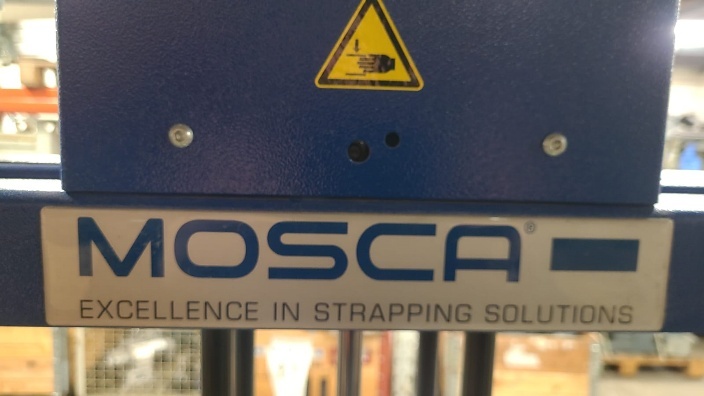 MOSCA®
EXCELLENCE IN STRAPPING SOLUTIONS